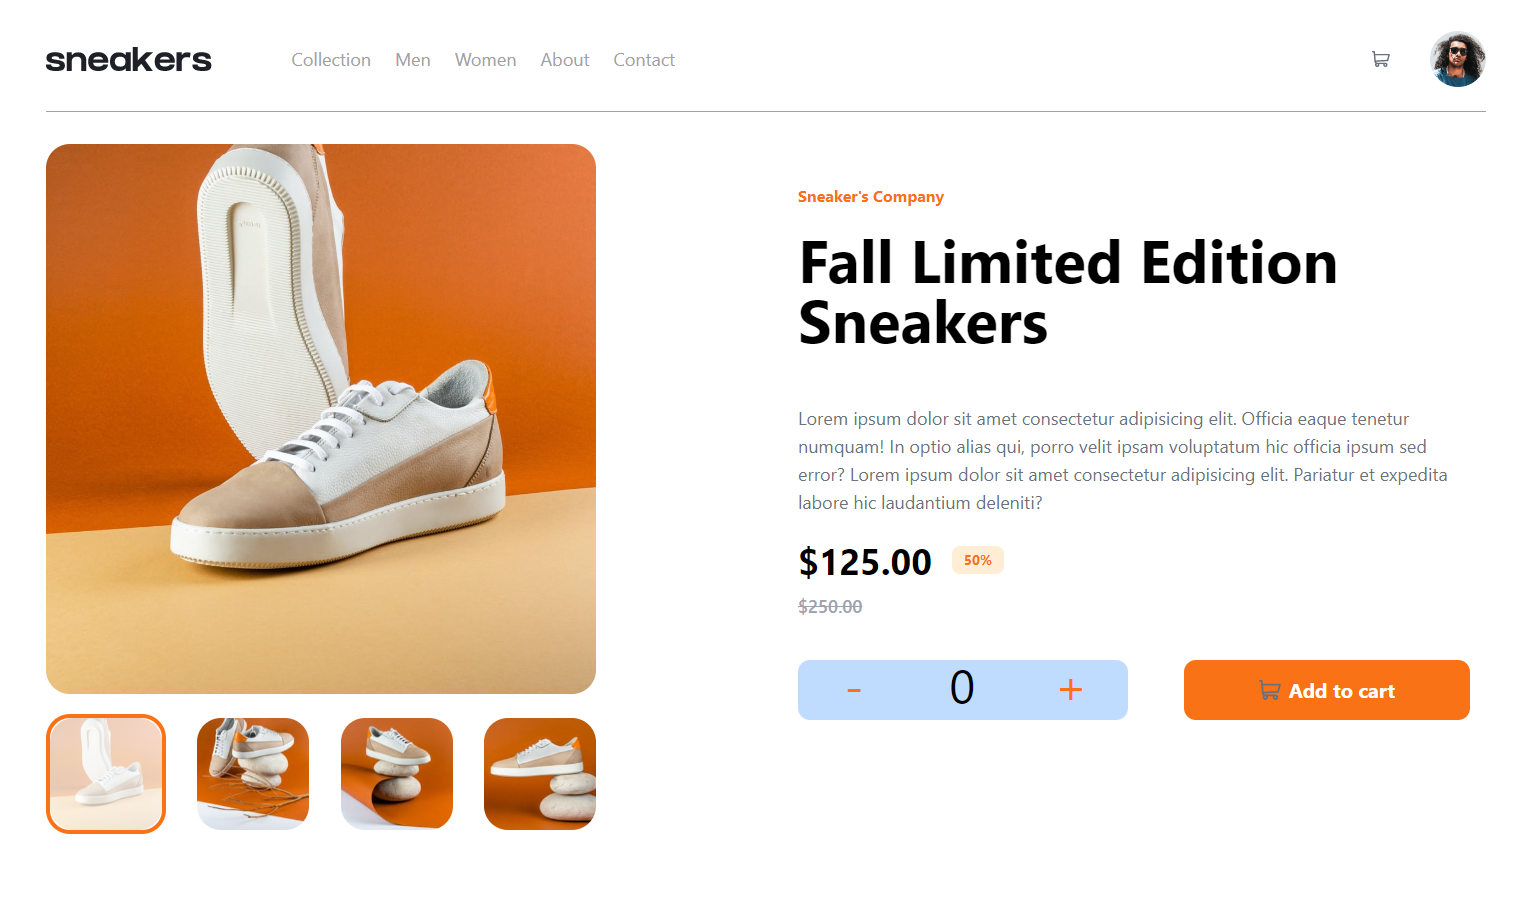 sneakers
Collection Men Women About Contact
Sneaker's Company
Fall Limited Edition
Sneakers
Lorem ipsum dolor sit amet consectetur adipisicing elit. Officia eaque tenetur
numquam! In optio alias qui, porro velit ipsam voluptatum hic officia ipsum sed
error? Lorem ipsum dolor sit amet consectetur adipisicing elit. Pariatur et expedita
labore hic laudantium deleniti?
$125.00 50%
$250.00
- 0 + Add to cart